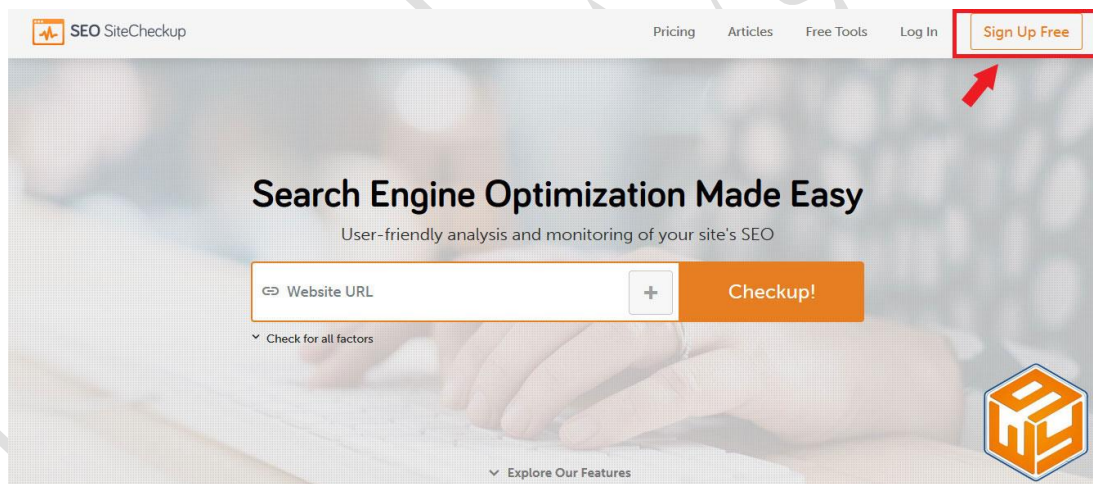 SEO SiteCheckup
Pricing Articles Free Tools Log In Sign Up Free
Search Engine Optimization Made Easy
User-friendly analysis and monitoring of your site's SEO
Website URL + Checkup!
Check for all factors
Explore Our Features